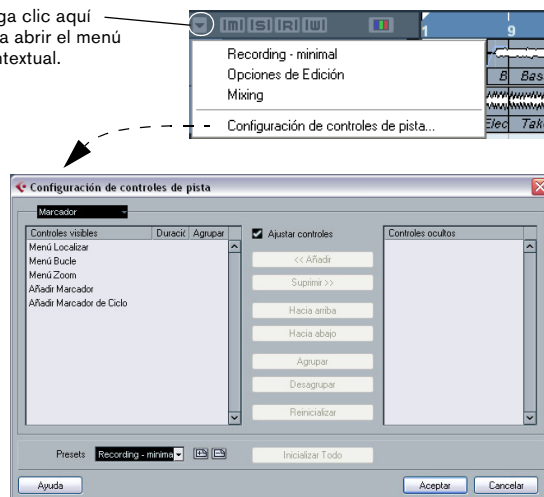 ga clic aquí
a abrir el menú
ntextual.
m s R w
1
9
Recording - minimal
Opciones de Edición
Mixing
Configuración de controles de pista...
B Bas
Elec Tak
Configuración de controles de pista
Marcador
Controles visibles Duració Agrupar
Menú Localizar
Menú Bucle
Menú Zoom
Añadir Marcador
Añadir Marcador de Ciclo
Ajustar controles
<< Añadir
Suprimir >>
Hacia arriba
Hacia abajo
Agrupar
Desagrupar
Reinicializar
Controles ocultos
Presets Recording - minima
Inicializar Todo
Ayuda
Aceptar
Cancelar